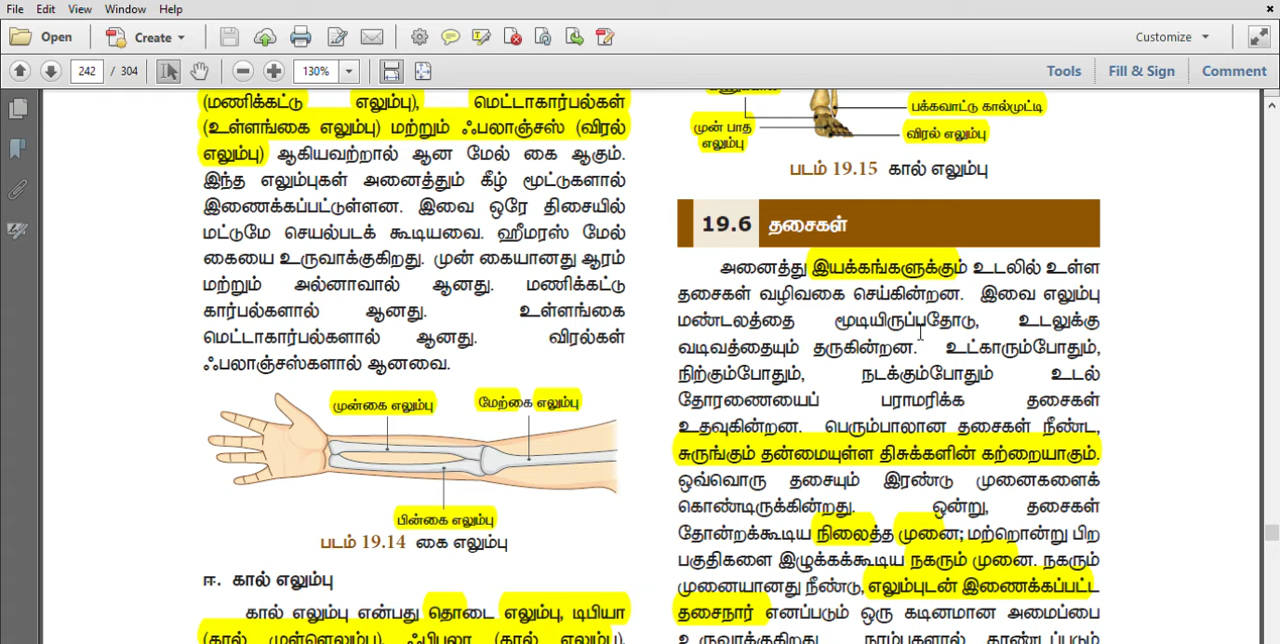 File Edit View Window Help
Open Create Customize
242 / 304 130% Tools Fill & Sign Comment
(மணிக்கட்டு எலும்பு), மெட்டாகார்பல்கள்
(உள்ளங்கை எலும்பு) மற்றும் ஃபலாஞ்சஸ் (விரல்
எலும்பு) ஆகியவற்றால் ஆன மேல் கை ஆகும்.
இந்த எலும்புகள் அனைத்தும் கீழ் மூட்டுகளால்
இணைக்கப்பட்டுள்ளன. இவை ஒரே திசையில்
மட்டுமே செயல்படக் கூடியவை. ஹீமரஸ் மேல்
கையை உருவாக்குகிறது. முன் கையானது ஆரம்
மற்றும் அல்னாவால் ஆனது. மணிக்கட்டு
கார்பல்களால் ஆனது. உள்ளங்கை
மெட்டாகார்பல்களால் ஆனது. விரல்கள்
ஃபலாஞ்சஸ்களால் ஆனவை.
முன்கை எலும்பு
மேற்கை எலும்பு
பின்கை எலும்பு
படம் 19.14 கை எலும்பு
ஈ. கால் எலும்பு
கால் எலும்பு என்பது தொடை எலும்பு, டிபியா
(கால் முள்ளெலும்பு), ஃபிபுலா (கால் எலும்பு),
பக்கவாட்டு கால்முட்டி
முன் பாத
எலும்பு
விரல் எலும்பு
படம் 19.15 கால் எலும்பு
19.6 தசைகள்
அனைத்து இயக்கங்களுக்கும் உடலில் உள்ள
தசைகள் வழிவகை செய்கின்றன. இவை எலும்பு
மண்டலத்தை மூடியிருப்பதோடு, உடலுக்கு
வடிவத்தையும் தருகின்றன. உட்காரும்போதும்,
நிற்கும்போதும், நடக்கும்போதும் உடல்
தோரணையைப் பராமரிக்க தசைகள்
உதவுகின்றன. பெரும்பாலான தசைகள் நீண்ட,
சுருங்கும் தன்மையுள்ள திசுக்களின் கற்றையாகும்.
ஒவ்வொரு தசையும் இரண்டு முனைகளைக்
கொண்டிருக்கின்றது. ஒன்று, தசைகள்
தோன்றக்கூடிய நிலைத்த முனை; மற்றொன்று பிற
பகுதிகளை இழுக்கக்கூடிய நகரும் முனை. நகரும்
முனையானது நீண்டு, எலும்புடன் இணைக்கப்பட்ட
தசைநார் எனப்படும் ஒரு கடினமான அமைப்பை
உருவாக்குகிறது.